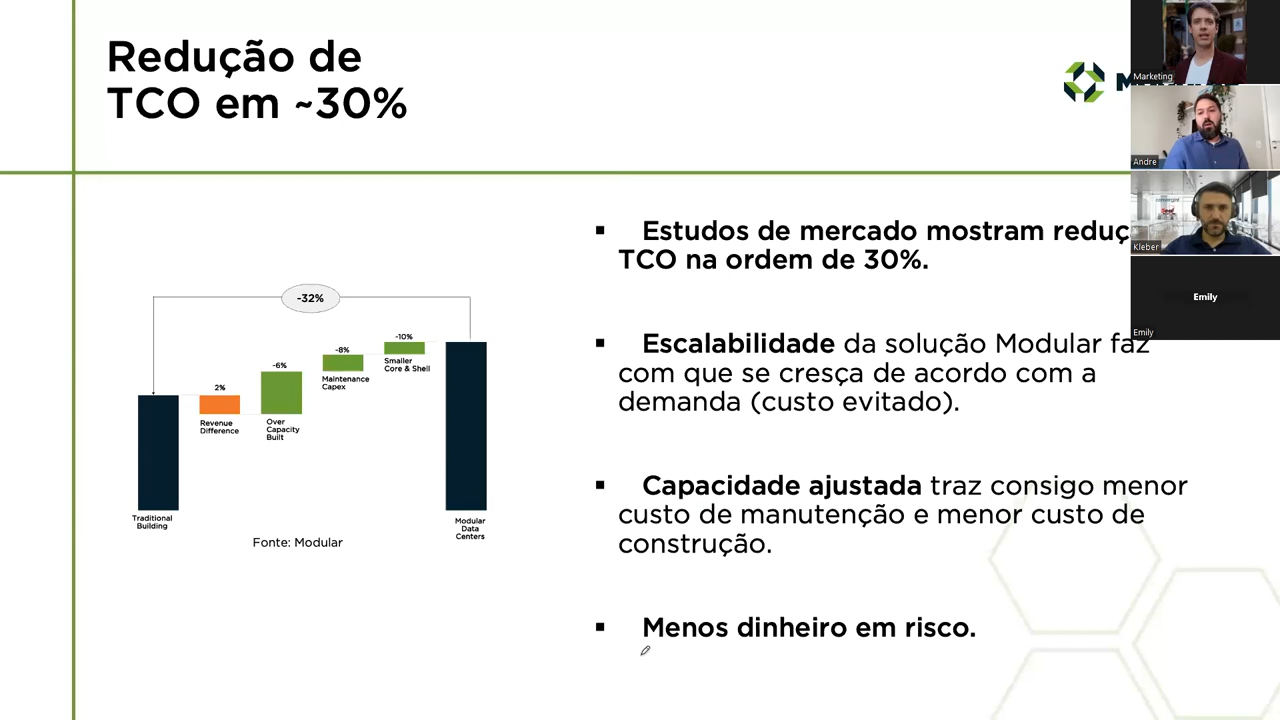 Redução de
TCO em ~30%
Marketing
Andre
Kleber
Emily
Emily
▪ Estudos de mercado mostram
TCO na ordem de 30%.
▪ Escalabilidade da solução Modular faz
com que se cresça de acordo com a
demanda (custo evitado).
▪ Capacidade ajustada traz consigo menor
custo de manutenção e menor custo de
construção.
▪ Menos dinheiro em risco.
-32%
2%
-6%
-8%
-10%
Revenue
Difference
Over
Capacity
Built
Maintenance
Capex
Smaller
Core & Shell
Traditional
Building
Modular
Data
Centers
Fonte: Modular